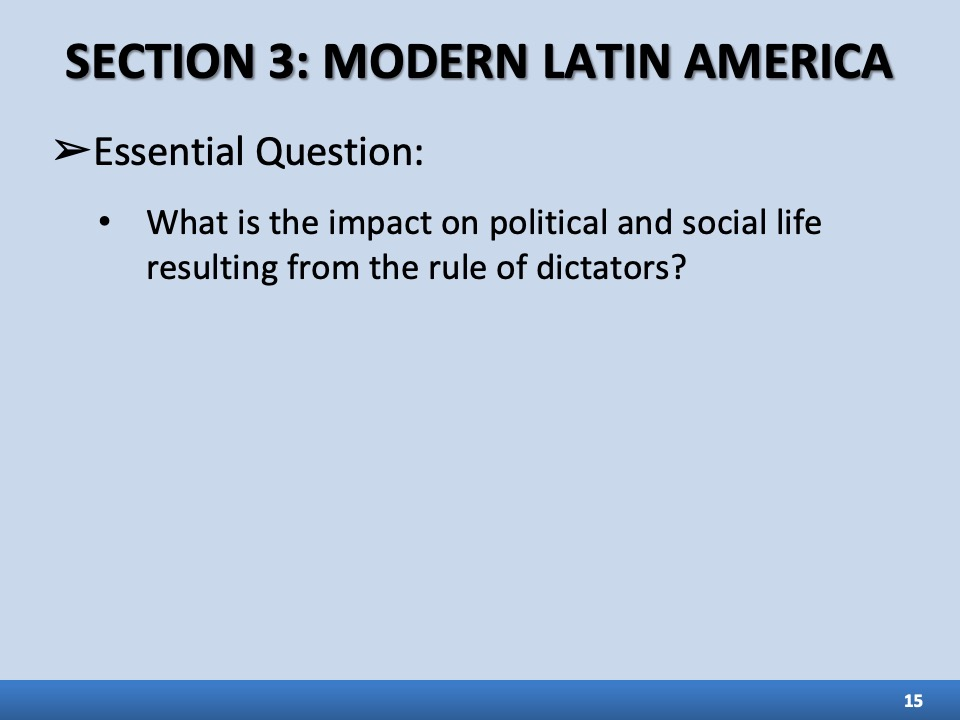 SECTION 3: MODERN LATIN AMERICA
➢Essential Question:
• What is the impact on political and social life
resulting from the rule of dictators?
15